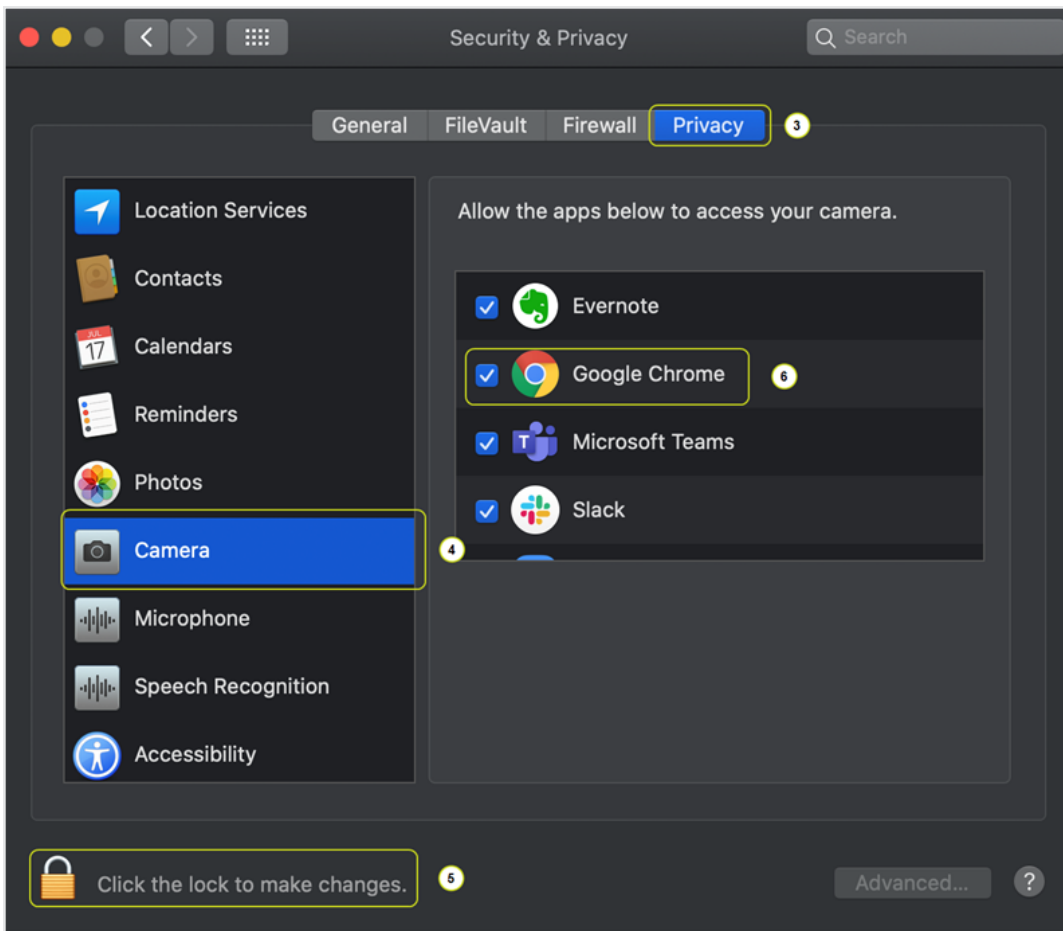 Security & Privacy
Search
General FileVault Firewall Privacy 3
Location Services
Contacts
JUL
17
Calendars
Reminders
Photos
Camera 4
Microphone
Speech Recognition
Accessibility
Allow the apps below to access your camera.
Evernote
Google Chrome 6
T
Microsoft Teams
Slack
Click the lock to make changes. 5
Advanced... ?